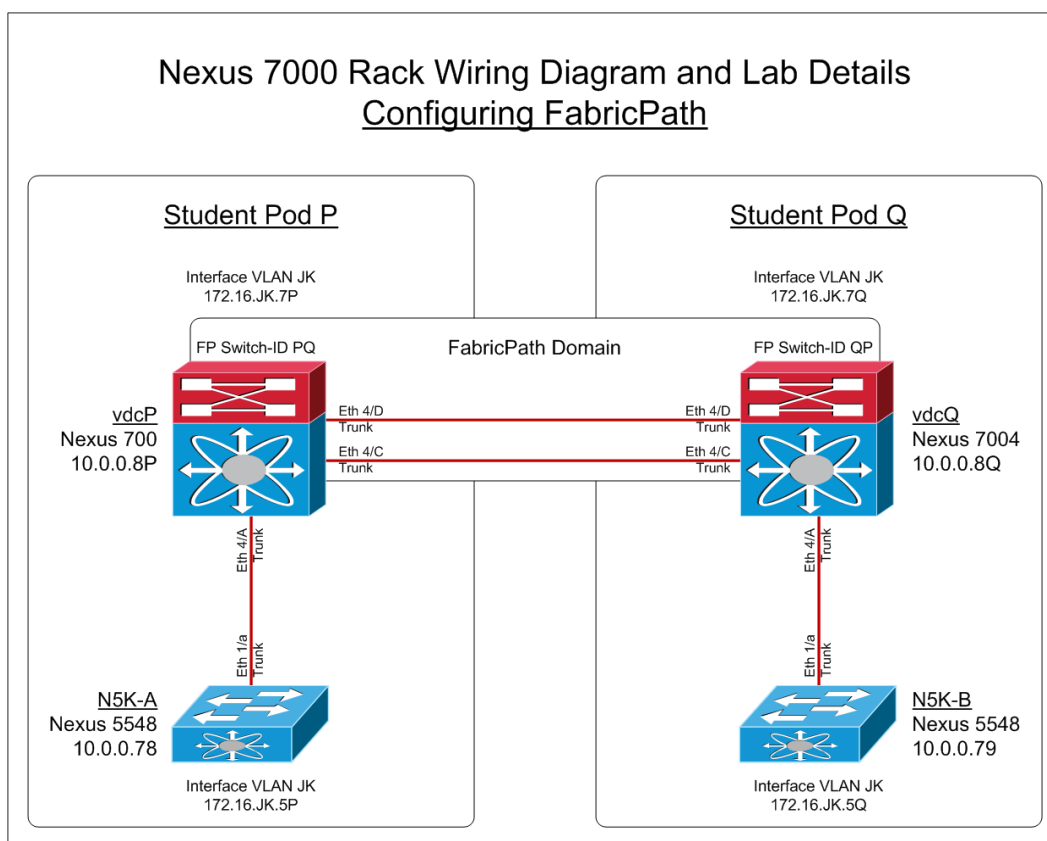 Nexus 7000 Rack Wiring Diagram and Lab Details
Configuring FabricPath
Student Pod P
Interface VLAN JK
172.16.JK.7P
Student Pod Q
Interface VLAN JK
172.16.JK.7Q
FP Switch-ID PQ
FabricPath Domain
FP Switch-ID QP
vdcP
Nexus 700
10.0.0.8P
Eth 4/D
Trunk
Eth 4/C
Trunk
Eth 4/D
Trunk
Eth 4/C
Trunk
vdcQ
Nexus 7004
10.0.0.8Q
Eth 4/A
Trunk
Eth 4/A
Trunk
Eth 1/a
Trunk
Eth 1/a
Trunk
N5K-A
Nexus 5548
10.0.0.78
Interface VLAN JK
172.16.JK.5P
N5K-B
Nexus 5548
10.0.0.79
Interface VLAN JK
172.16.JK.5Q